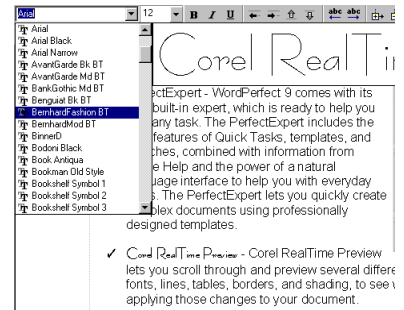 Arial 12 B I U abc abc
Arial
Arial Black
Arial Narrow
AvantGarde Bk BT
AvantGarde Md BT
BankGothic Md BT
Benguiat Bk BT
BernhardFashion BT
BernhardMod BT
BinnerD
Bodoni Black
Book Antiqua
Bookman Old Style
Bookshelf Symbol 1
Bookshelf Symbol 2
Bookshelf Symbol 3
Corel RealTi
ectExpert - WordPerfect 9 comes with its
built-in expert, which is ready to help you
any task. The PerfectExpert includes the
features of Quick Tasks, templates, and
ches, combined with information from
e Help and the power of a natural
uage interface to help you with everyday
s. The PerfectExpert lets you quickly create
plex documents using professionally
designed templates.
✓ Corel RealTime Preview - Corel RealTime Preview
lets you scroll through and preview several differe
fonts, lines, tables, borders, and shading, to see
applying those changes to your document.